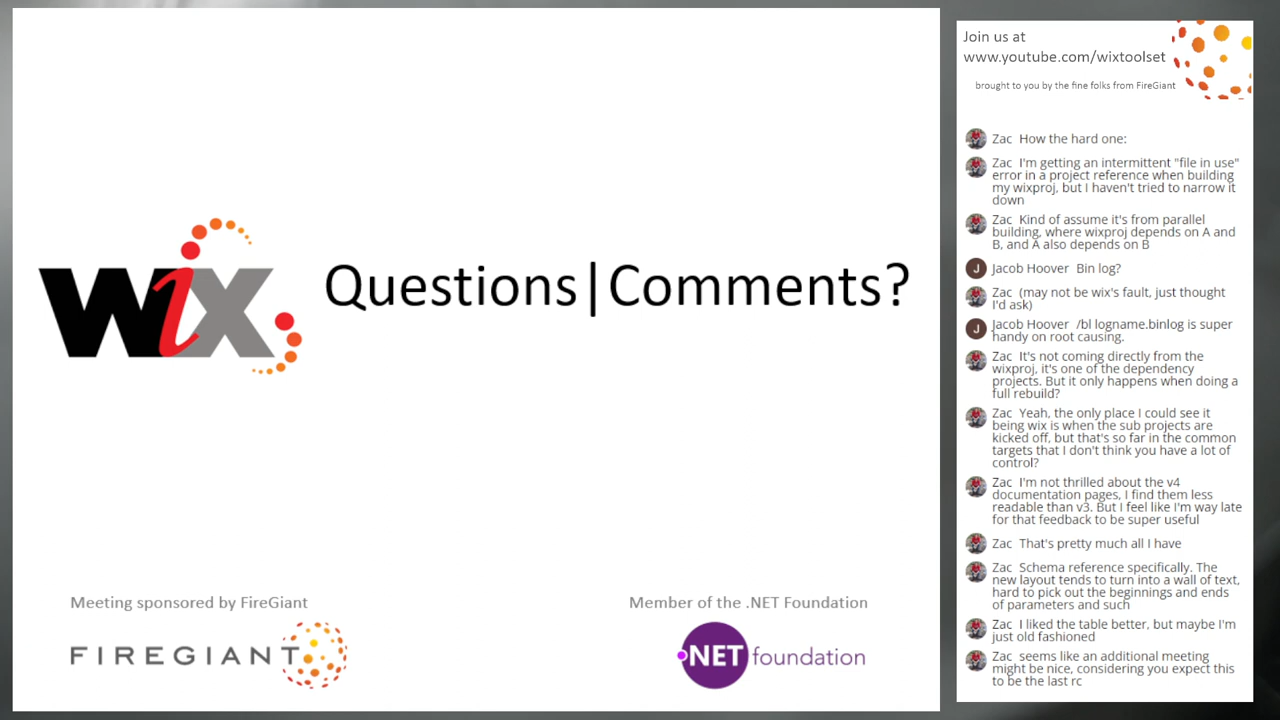 WiX
Questions|Comments?
Meeting sponsored by FireGiant
FIREGIANT
Member of the .NET Foundation
.NET foundation
Join us at
www.youtube.com/wixtoolset
brought to you by the fine folks from FireGiant
Zac How the hard one:
Zac I'm getting an intermittent "file in use"
error in a project reference when building
my wixproj, but I haven't tried to narrow it
down
Zac Kind of assume it's from parallel
building, where wixproj depends on A and
B, and A also depends on B
J Jacob Hoover Bin log?
Zac (may not be wix's fault, just thought
I'd ask)
J Jacob Hoover /bl logname.binlog is super
handy on root causing.
Zac It's not coming directly from the
wixproj, it's one of the dependency
projects. But it only happens when doing a
full rebuild?
Zac Yeah, the only place I could see it
being wix is when the sub projects are
kicked off, but that's so far in the common
targets that I don't think you have a lot of
control?
Zac I'm not thrilled about the v4
documentation pages, I find them less
readable than v3. But I feel like I'm way late
for that feedback to be super useful
Zac That's pretty much all I have
Zac Schema reference specifically. The
new layout tends to turn into a wall of text,
hard to pick out the beginnings and ends
of parameters and such
Zac I liked the table better, but maybe I'm
just old fashioned
Zac seems like an additional meeting
might be nice, considering you expect this
to be the last rc